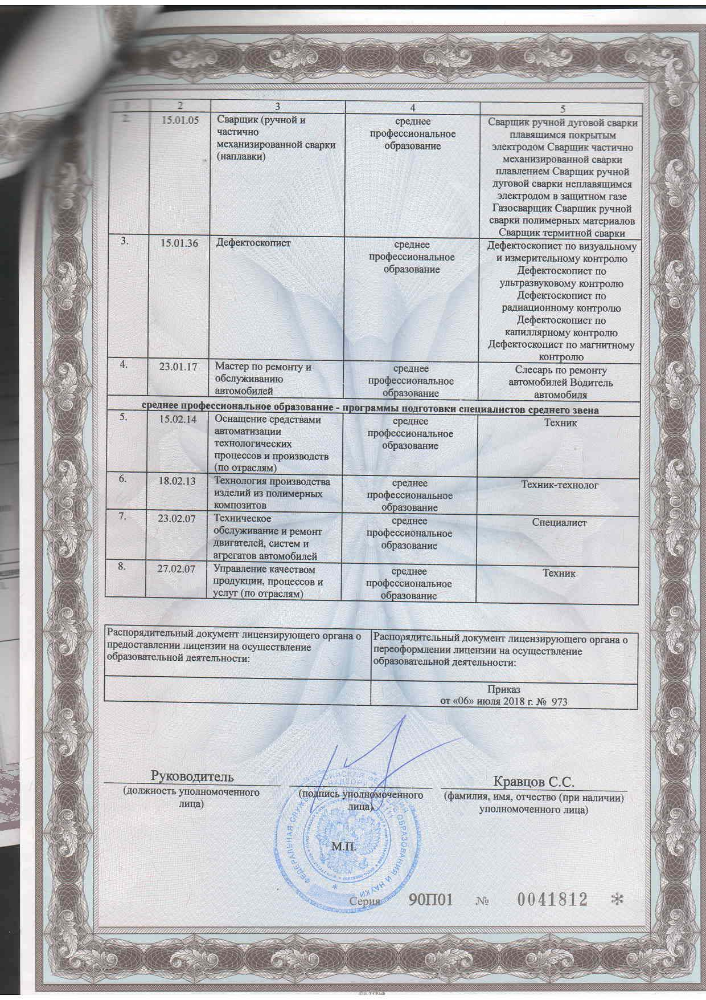 1 2 3 4 5
2. 15.01.05 Сварщик (ручной и частично механизированной сварки (наплавки)
среднее профессиональное образование
Сварщик ручной дуговой сварки
плавящимся покрытым
электродом Сварщик частично
механизированной сварки
плавлением Сварщик ручной
дуговой сварки неплавящимся
электродом в защитном газе
Газосварщик Сварщик ручной
сварки полимерных материалов
Сварщик термитной сварки
3. 15.01.36 Дефектоскопист
среднее
профессиональное
образование
Дефектоскопист по визуальному
и измерительному контролю
Дефектоскопист по
ультразвуковому контролю
Дефектоскопист по
радиационному контролю
Дефектоскопист по
капиллярному контролю
Дефектоскопист по магнитному
контролю
4. 23.01.17 Мастер по ремонту и
обслуживанию
автомобилей
среднее
профессиональное
образование
Слесарь по ремонту
автомобилей Водитель
автомобиля
среднее профессиональное образование - программы подготовки специалистов среднего звена
5. 15.02.14 Оснащение средствами
автоматизации
технологических
процессов и производств
(по отраслям)
среднее
профессиональное
образование
Техник
6. 18.02.13 Технология производства
изделий из полимерных
композитов
среднее
профессиональное
образование
Техник-технолог
7. 23.02.07 Техническое
обслуживание и ремонт
двигателей, систем и
агрегатов автомобилей
среднее
профессиональное
образование
Специалист
8. 27.02.07 Управление качеством
продукции, процессов и
услуг (по отраслям)
среднее
профессиональное
образование
Техник
Распорядительный документ лицензирующего органа о
предоставлении лицензии на осуществление
образовательной деятельности:
Распорядительный документ лицензирующего органа о
переоформлении лицензии на осуществление
образовательной деятельности:
Приказ
от «06» июля 2018 г. № 973
Руководитель
(должность уполномоченного
лица)
(подпись уполномоченного
лица)
Кравцов С.С.
(фамилия, имя, отчество (при наличии)
уполномоченного лица)
ФЕДЕРАЛЬНАЯ СЛУЖБА ПО НАДЗОРУ В СФЕРЕ ОБРАЗОВАНИЯ И НАУКИ
М.П.
Серия 90П01 № 0041812 *